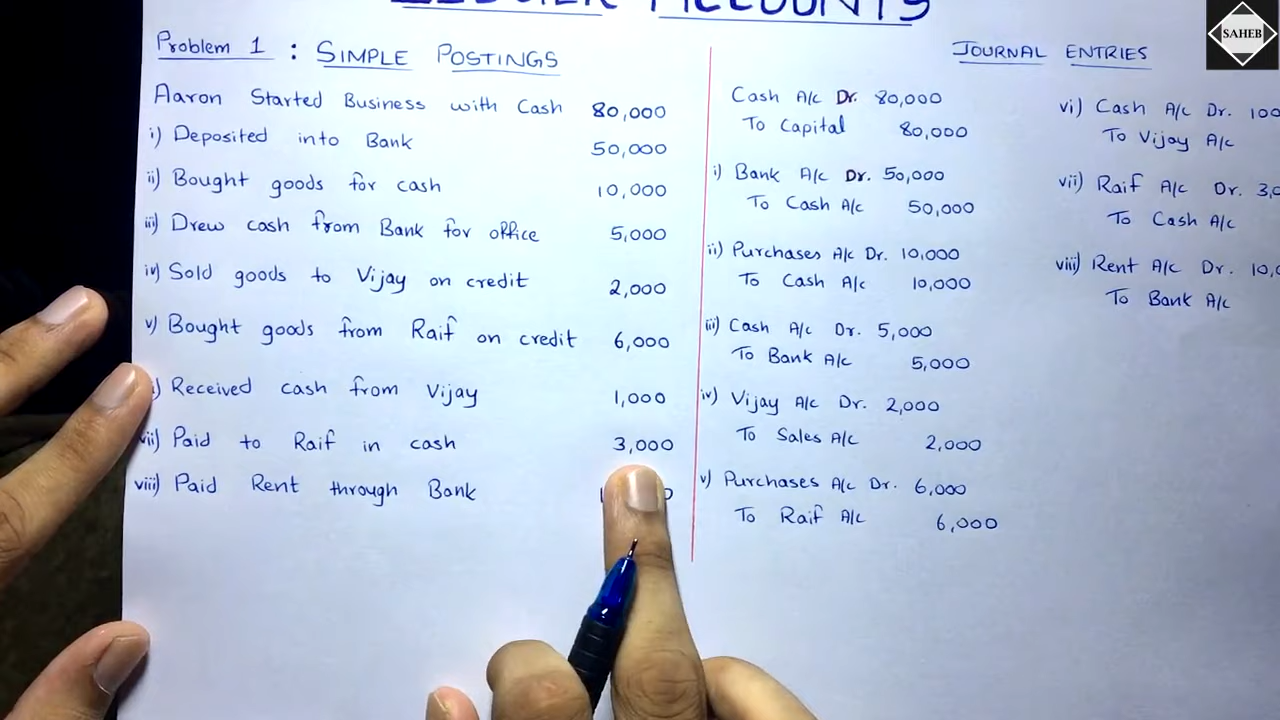 ACCOUNTS
Problem 1 : SIMPLE POSTINGS
Aaron Started Business with Cash 80,000
i) Deposited into Bank 50,000
ii) Bought goods for cash 10,000
iii) Drew cash from Bank for office 5,000
iv) Sold goods to Vijay on credit 2,000
v) Bought goods from Raif on credit 6,000
Received cash from Vijay 1,000
vii) Paid to Raif in cash 3,000
viii) Paid Rent through Bank
JOURNAL ENTRIES
Cash A/c Dr. 80,000
To Capital 80,000
i) Bank A/c Dr. 50,000
To Cash A/c 50,000
ii) Purchases A/c Dr. 10,000
To Cash A/c 10,000
iii) Cash A/c Dr. 5,000
To Bank A/c 5,000
iv) Vijay A/c Dr. 2,000
To Sales A/c 2,000
v) Purchases A/c Dr. 6,000
To Raif A/c 6,000
vi) Cash A/c Dr.
To Vijay A/c
vii) Raif A/c Dr.
To Cash A/c
viii) Rent A/c Dr.
To Bank A/c
SAHEB